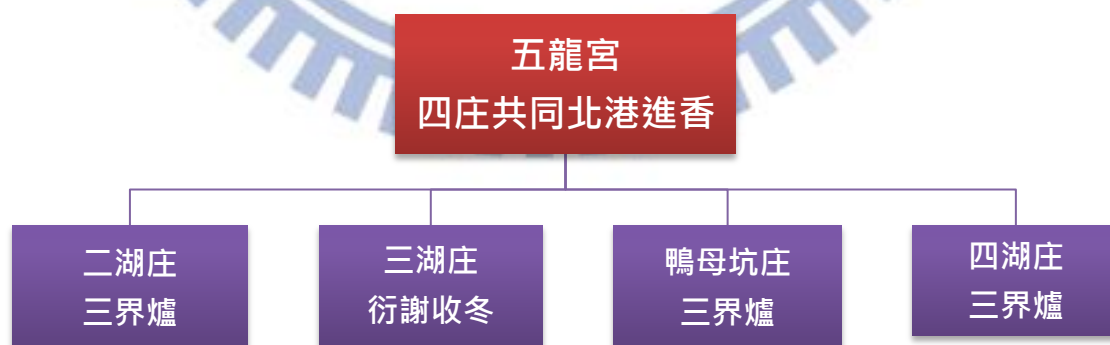 五龍宮
四庄共同北港進香
二湖庄
三界爐
三湖庄
衍謝收冬
鴨母坑庄
三界爐
四湖庄
三界爐